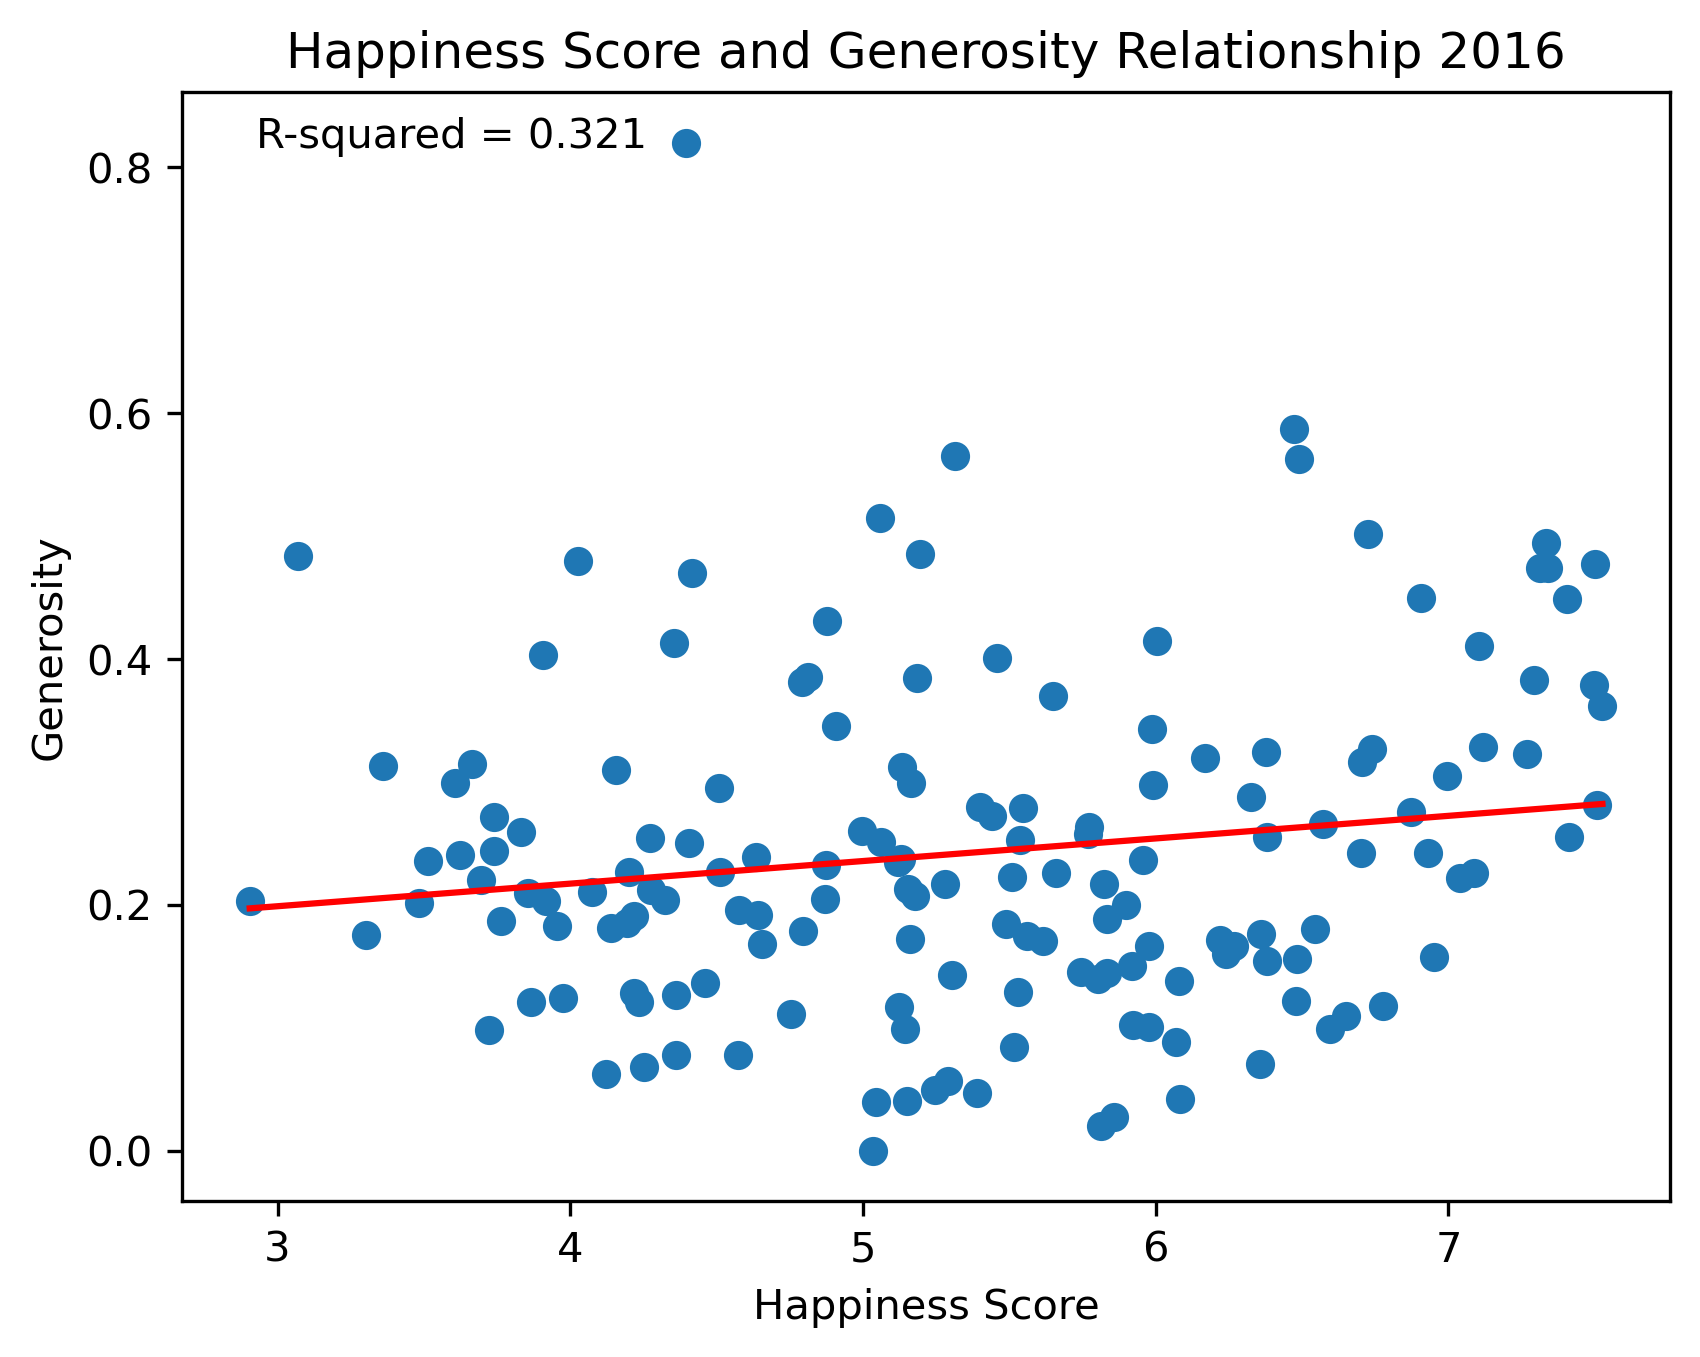 Happiness Score and Generosity Relationship 2016
R-squared = 0.321
0.8
0.6
0.4
0.2
0.0
Generosity
3 4 5 6 7
Happiness Score